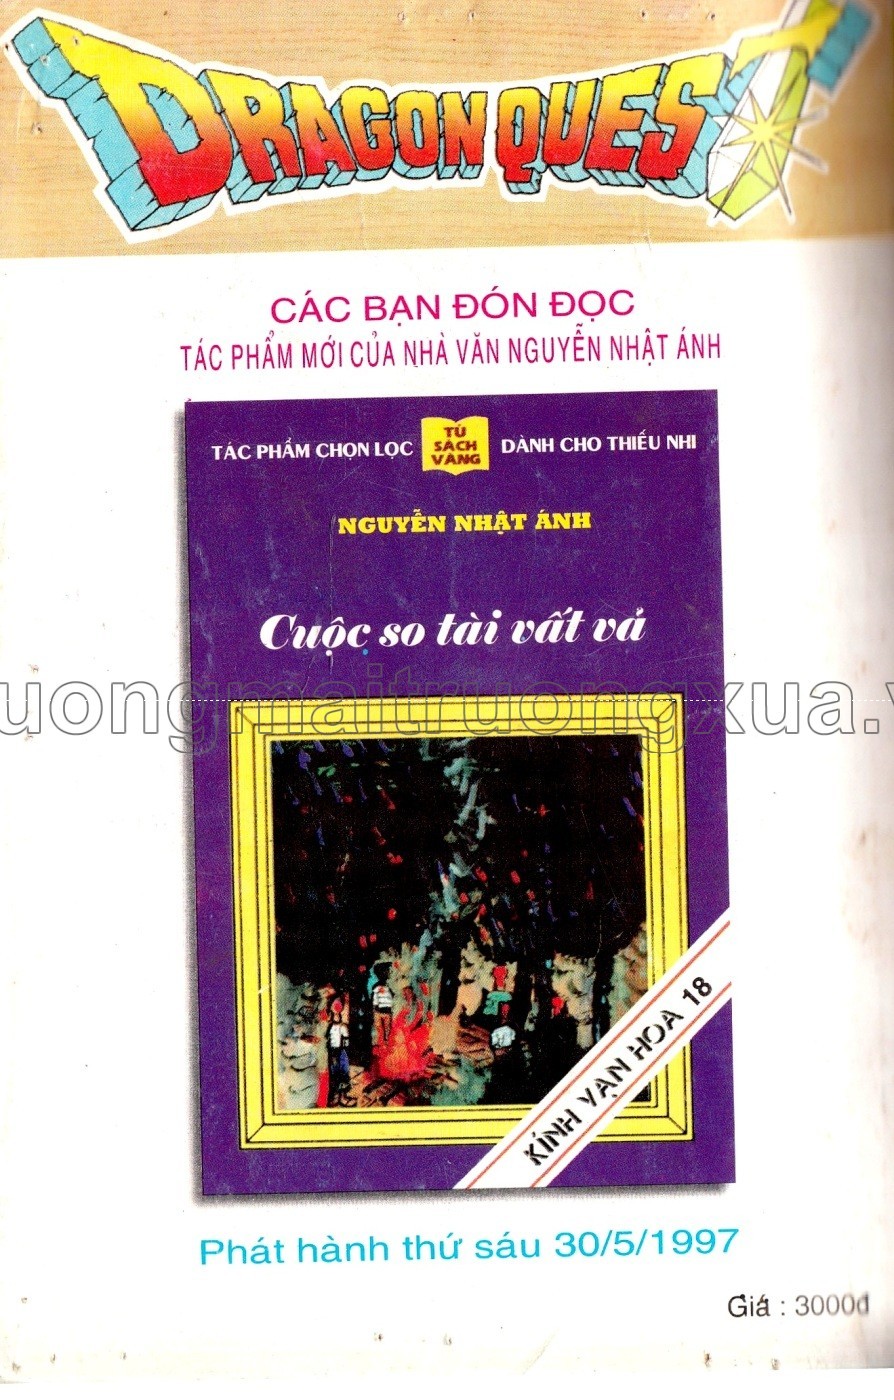 DRAGON QUEST
CÁC BẠN ĐÓN ĐỌC
TÁC PHẨM MỚI CỦA NHÀ VĂN NGUYỄN NHẬT ÁNH
TÁC PHẨM CHỌN LỌC
TỦ SÁCH VÀNG
DÀNH CHO THIẾU NHI
NGUYỄN NHẬT ÁNH
Cuộc so tài vất vả
uongmaitruongxua.v
KÍNH VẠN HOA 18
Phát hành thứ sáu 30/5/1997
Giá : 3000đ